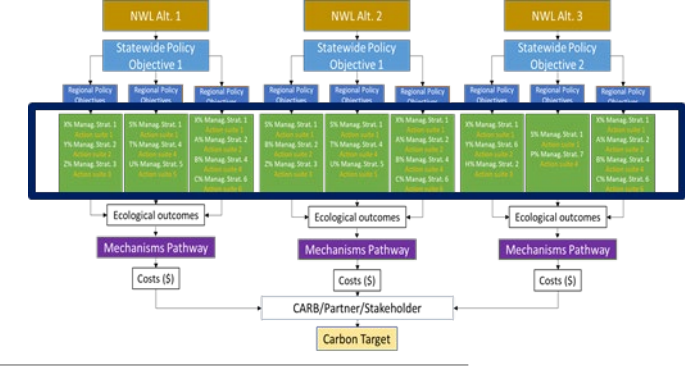 NWL Alt. 1
NWL Alt. 2
NWL Alt. 3
Statewide Policy
Objective 1
Statewide Policy
Objective 1
Statewide Policy
Objective 2
Regional Policy
Objectives
Regional Policy
Objectives
Regional Policy
Objectives
Regional Policy
Objectives
Regional Policy
Objectives
Regional Policy
Objectives
Regional Policy
Objectives
Regional Policy
Objectives
Regional Policy
Objectives
X% Manag. Strat. 1
Action suite 1
Y% Manag. Strat. 2
Action suite 2
Z% Manag. Strat. 3
Action suite 3
S% Manag. Strat. 1
Action suite 1
T% Manag. Strat. 4
Action suite 4
U% Manag. Strat. 5
Action suite 5
X% Manag. Strat. 1
Action suite 1
A% Manag. Strat. 2
Action suite 2
B% Manag. Strat. 4
Action suite 4
C% Manag. Strat. 6
Action suite 6
S% Manag. Strat. 1
Action suite 1
B% Manag. Strat. 2
Action suite 2
Z% Manag. Strat. 3
Action suite 3
S% Manag. Strat. 1
Action suite 1
T% Manag. Strat. 4
Action suite 4
U% Manag. Strat. 5
Action suite 5
X% Manag. Strat. 1
Action suite 1
A% Manag. Strat. 2
Action suite 2
B% Manag. Strat. 4
Action suite 4
C% Manag. Strat. 6
Action suite 6
X% Manag. Strat. 1
Action suite 1
Y% Manag. Strat. 6
Action suite
H% Manag. Strat. 2
Action suite
S% Manag. Strat. 1
Action suite 1
P% Manag. Strat. 7
Action suite 4
X% Manag. Strat. 1
Action suite 1
A% Manag. Strat. 2
Action suite 2
B% Manag. Strat. 4
Action suite 4
C% Manag. Strat. 6
Action suite 6
Ecological outcomes
Ecological outcomes
Ecological outcomes
Mechanisms Pathway
Mechanisms Pathway
Mechanisms Pathway
Costs ($)
Costs ($)
Costs ($)
CARB/Partner/Stakeholder
Carbon Target